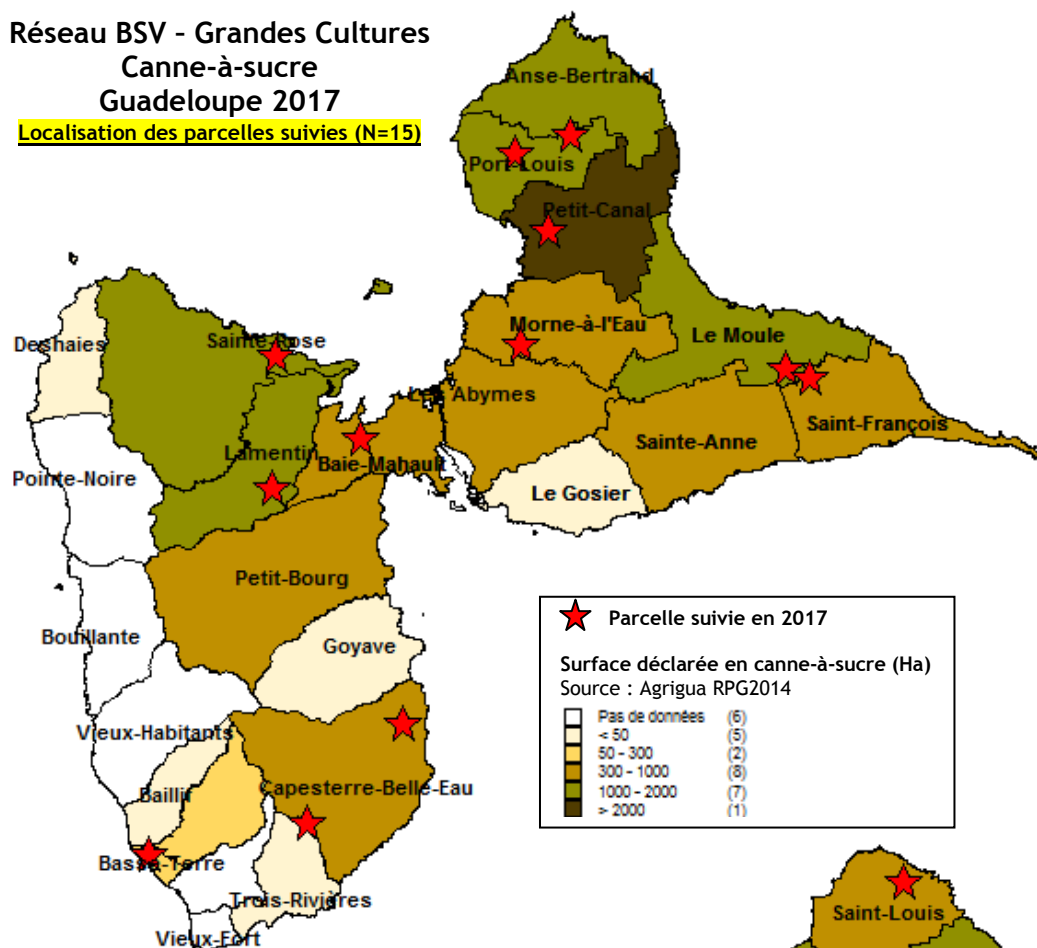 Réseau BSV - Grandes Cultures
Canne-à-sucre
Guadeloupe 2017
Localisation des parcelles suivies (N=15)
Anse-Bertrand
Port-Louis
Petit-Canal
Morne-à-l'Eau
Le Moule
Deshaies
Sainte-Rose
Les Abymes
Saint-François
Sainte-Anne
Lamentin
Baie-Mahault
Pointe-Noire
Le Gosier
Petit-Bourg
Bouillante
Goyave
Vieux-Habitants
Baillif
Capesterre-Belle-Eau
Basse-Terre
Trois-Rivières
Vieux-Fort
Parcelle suivie en 2017
Surface déclarée en canne-à-sucre (Ha)
Source : Agrigua RPG2014
Pas de données (6)
< 50 (5)
50 - 300 (2)
300 - 1000 (8)
1000 - 2000 (7)
> 2000 (1)
Saint-Louis